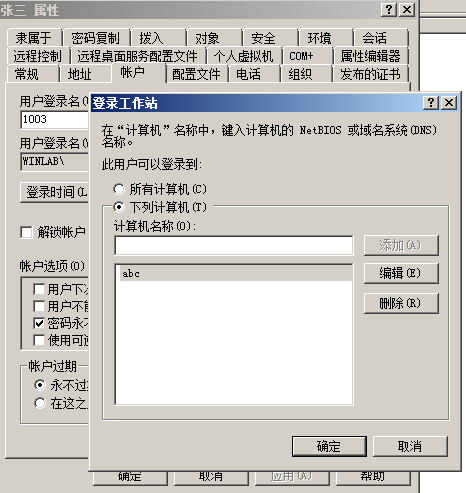 张三 属性
隶属于 密码复制 拨入 对象 安全 环境 会话
远程控制 远程桌面服务配置文件 个人虚拟机 COM+ 属性编辑器
常规 地址 帐户 配置文件 电话 组织 发布的证书
用户登录名(
1003
用户登录名(
WINLAB\
登录时间(L
解锁帐户
帐户选项(O)
用户下
用户不
密码永
使用可
帐户过期
永不过
在这之
登录工作站
在“计算机”名称中，键入计算机的 NetBIOS 或域名系统(DNS)
名称。
此用户可以登录到:
所有计算机(C)
下列计算机(T)
计算机名称(O):
添加(A)
abc
编辑(E)
删除(R)
确定 取消
确定 取消 应用(A) 帮助